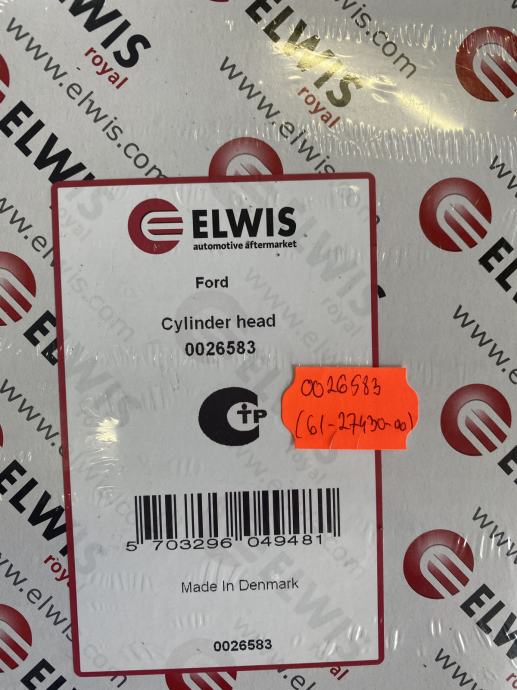 ELWIS
royal
www.elwis.com
ELWIS
automotive aftermarket
Ford
Cylinder head
0026583
CTP
0026583
(61-27430-00)
5 703296 049481
Made In Denmark
0026583